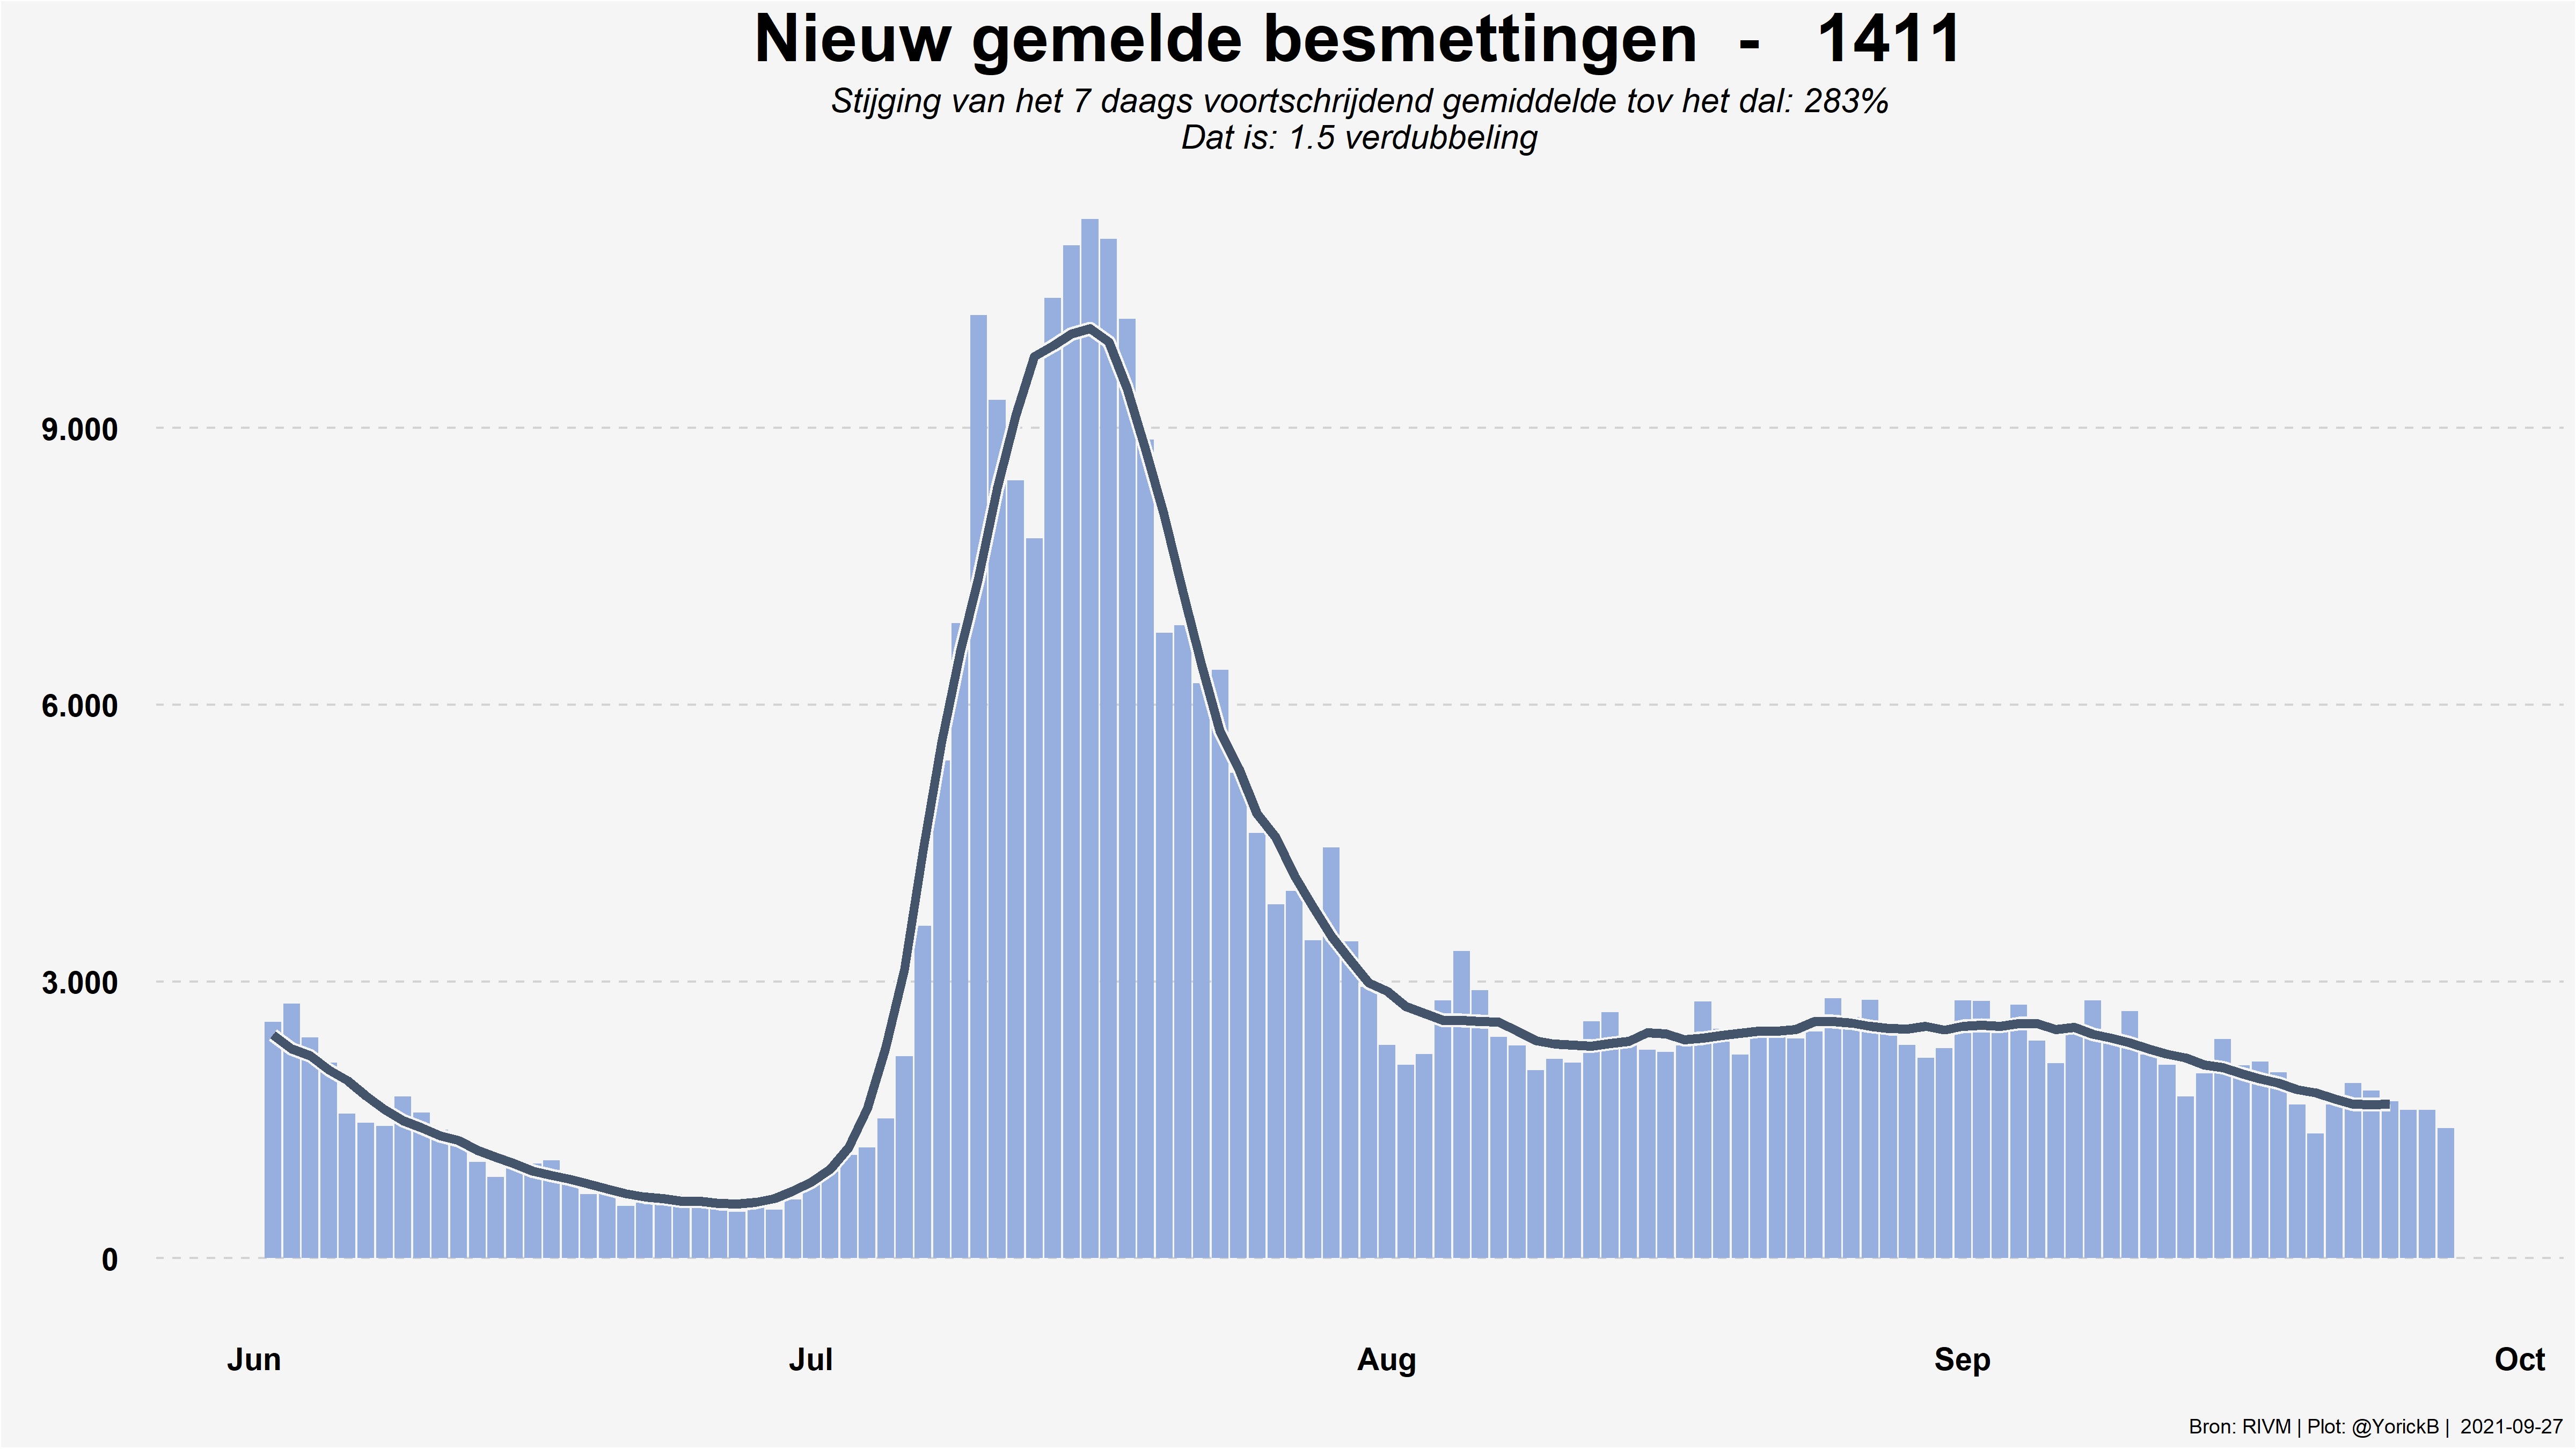 Nieuw gemelde besmettingen - 1411
Stijging van het 7 daags voortschrijdend gemiddelde tov het dal: 283%
Dat is: 1.5 verdubbeling
9.000
6.000
3.000
0
Jun Jul Aug Sep Oct
Bron: RIVM | Plot: @YorickB | 2021-09-27